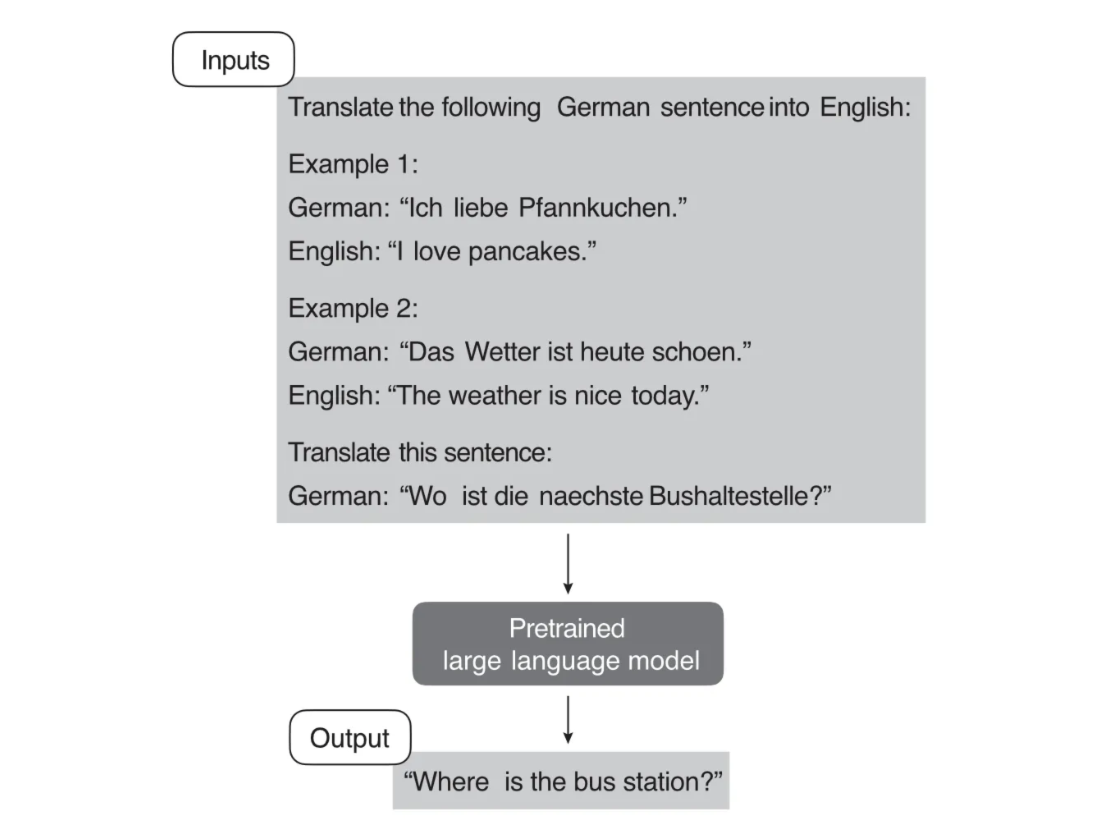 Inputs
Translate the following German sentence into English:
Example 1:
German: “Ich liebe Pfannkuchen.”
English: “I love pancakes.”
Example 2:
German: “Das Wetter ist heute schoen.”
English: “The weather is nice today.”
Translate this sentence:
German: “Wo ist die naechste Bushaltestelle?”
Pretrained
large language model
Output
“Where is the bus station?”